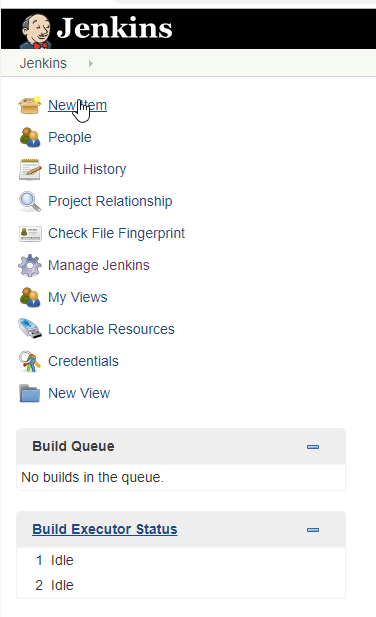 Jenkins
Jenkins
New Item
People
Build History
Project Relationship
Check File Fingerprint
Manage Jenkins
My Views
Lockable Resources
Credentials
New View
Build Queue
No builds in the queue.
Build Executor Status
1 Idle
2 Idle